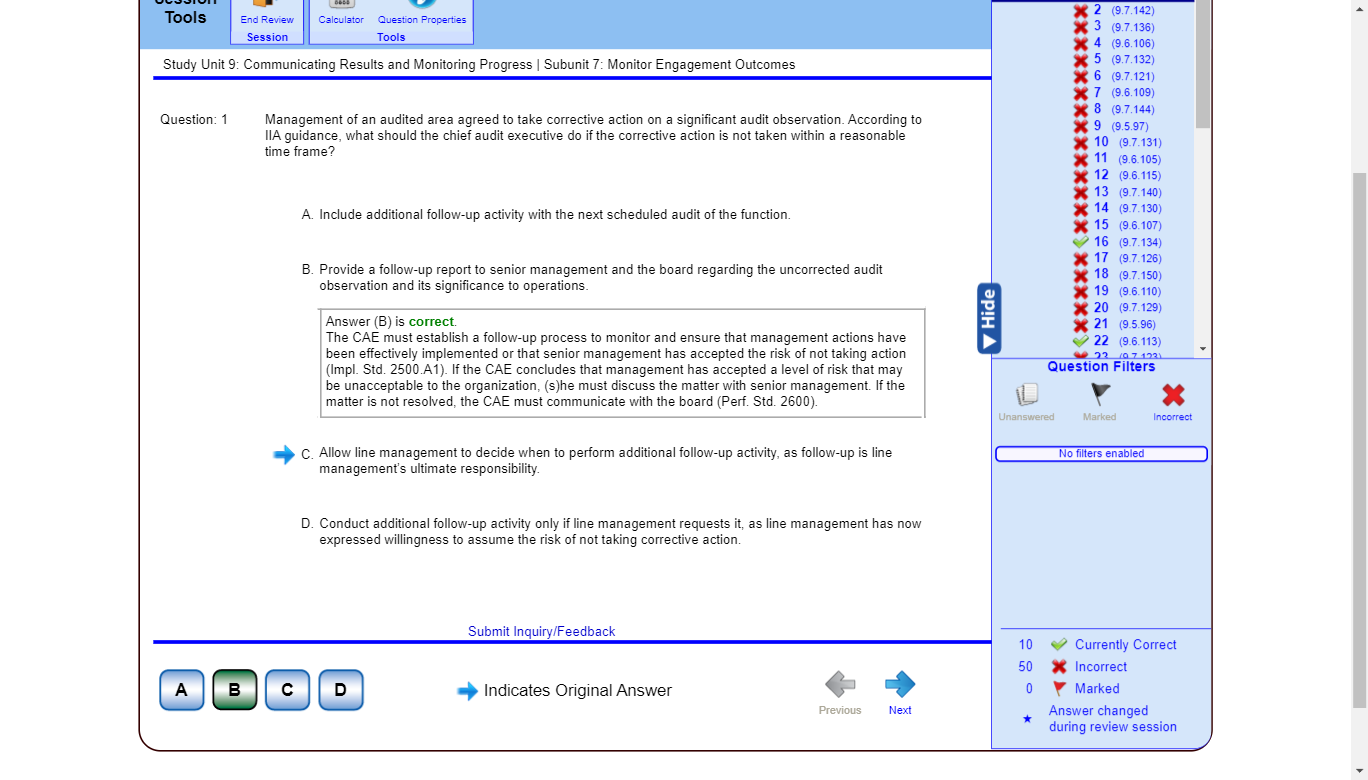 Session
Tools
End Review
Session
Calculator
Question Properties
Tools
Study Unit 9: Communicating Results and Monitoring Progress | Subunit 7: Monitor Engagement Outcomes
Question: 1
Management of an audited area agreed to take corrective action on a significant audit observation. According to
IIA guidance, what should the chief audit executive do if the corrective action is not taken within a reasonable
time frame?
A. Include additional follow-up activity with the next scheduled audit of the function.
B. Provide a follow-up report to senior management and the board regarding the uncorrected audit
observation and its significance to operations.
Answer (B) is correct.
The CAE must establish a follow-up process to monitor and ensure that management actions have
been effectively implemented or that senior management has accepted the risk of not taking action
(Impl. Std. 2500.A1). If the CAE concludes that management has accepted a level of risk that may
be unacceptable to the organization, (s)he must discuss the matter with senior management. If the
matter is not resolved, the CAE must communicate with the board (Perf. Std. 2600).
C. Allow line management to decide when to perform additional follow-up activity, as follow-up is line
management's ultimate responsibility.
D. Conduct additional follow-up activity only if line management requests it, as line management has now
expressed willingness to assume the risk of not taking corrective action.
Submit Inquiry/Feedback
A
B
C
D
Indicates Original Answer
Previous
Next
Hide
2 (9.7.142)
3 (9.7.136)
4 (9.6.106)
5 (9.7.132)
6 (9.7.121)
7 (9.6.109)
8 (9.7.144)
9 (9.5.97)
10 (9.7.131)
11 (9.6.105)
12 (9.6.115)
13 (9.7.140)
14 (9.7.130)
15 (9.6.107)
16 (9.7.134)
17 (9.7.126)
18 (9.7.150)
19 (9.6.110)
20 (9.7.129)
21 (9.5.96)
22 (9.6.113)
23 (9.7.123)
Question Filters
Unanswered
Marked
Incorrect
No filters enabled
10 Currently Correct
50 Incorrect
0 Marked
Answer changed
during review session